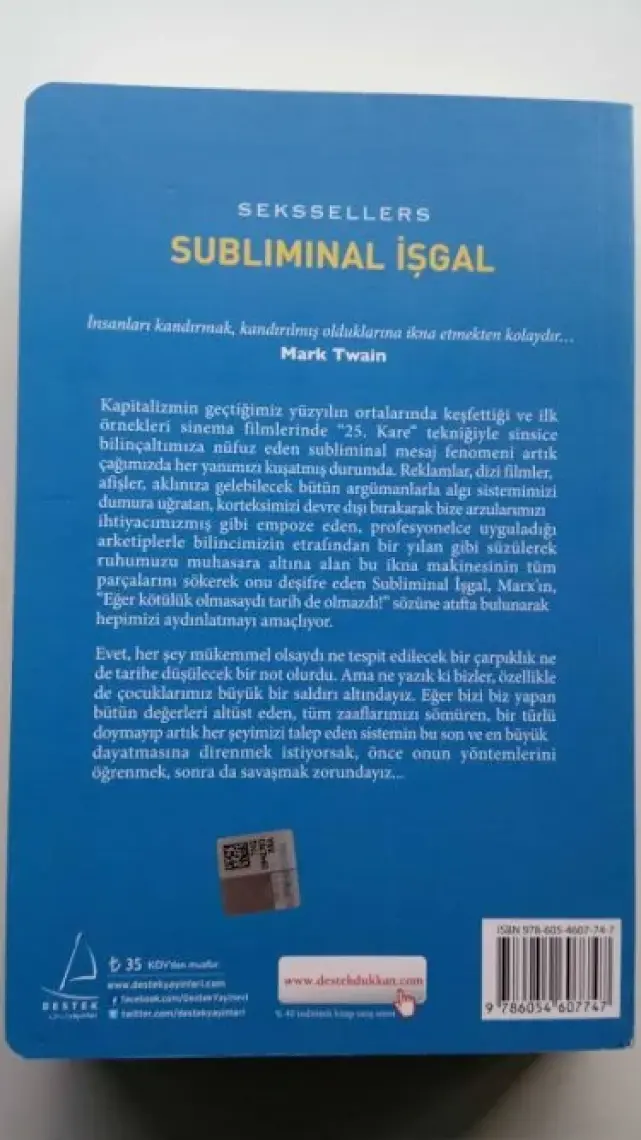 SEKSSELLERS
SUBLIMINAL İŞGAL
İnsanları kandırmak, kandırılmış olduklarına ikna etmekten kolaydır...
Mark Twain
Kapitalizmin geçtiğimiz yüzyılın ortalarında keşfettiği ve ilk
örnekleri sinema filmlerinde "25. Kare" tekniğiyle sinsice
bilinçaltımıza nüfuz eden subliminal mesaj fenomeni artık
çağımızda her yanımızı kuşatmış durumda. Reklamlar, dizi filmler,
afişler, aklınıza gelebilecek bütün argümanlarla algı sistemimizi
dumura uğratan, korteksimizi devre dışı bırakarak bize arzularımızı
ihtiyacımızmış gibi empoze eden, profesyonelce uyguladığı
arketiplerle bilincimizin etrafından bir yılan gibi süzülerek
ruhumuzu muhasara altına alan bu ikna makinesinin tüm
parçalarını sökerek onu deşifre eden Subliminal İşgal, Marx'ın,
"Eğer kötülük olmasaydı tarih de olmazdı!" sözüne atıfta bulunarak
hepimizi aydınlatmayı amaçlıyor.
Evet, her şey mükemmel olsaydı ne tespit edilecek bir çarpıklık ne
de tarihe düşülecek bir not olurdu. Ama ne yazık ki bizler, özellikle
de çocuklarımız büyük bir saldırı altındayız. Eğer bizi biz yapan
bütün değerleri altüst eden, tüm zaaflarımızı sömüren, bir türlü
doymayıp artık her şeyimizi talep eden sistemin bu son ve en büyük
dayatmasına direnmek istiyorsak, önce onun yöntemlerini
öğrenmek, sonra da savaşmak zorundayız...
ISBN 978-605-4607-74-7
9 786054 607747
₺ 35 KDV'den muaftır
www.destekyayinlari.com
facebook.com/DestekYayinevi
twitter.com/destekyayinlari
DESTEK
www.destekdukkan.com